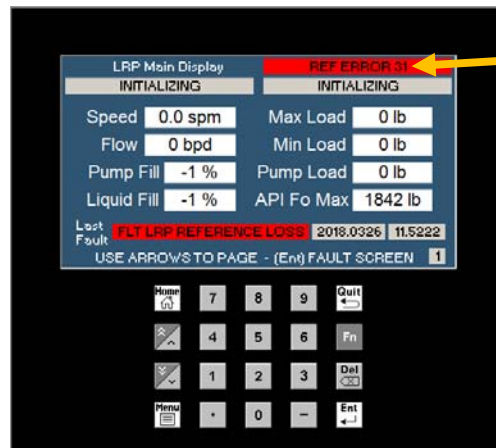 LRP Main Display REF ERROR 31
INITIALIZING INITIALIZING
Speed 0.0 spm Max Load 0 lb
Flow 0 bpd Min Load 0 lb
Pump Fill -1 % Pump Load 0 lb
Liquid Fill -1 % API Fo Max 1842 lb
Last Fault FLT LRP REFERENCE LOSS 2018.0326 11.5222
USE ARROWS TO PAGE - (Ent) FAULT SCREEN 1
Home 7 8 9 Quit
4 5 6 Fn
1 2 3 Del
Menu . 0 - Ent